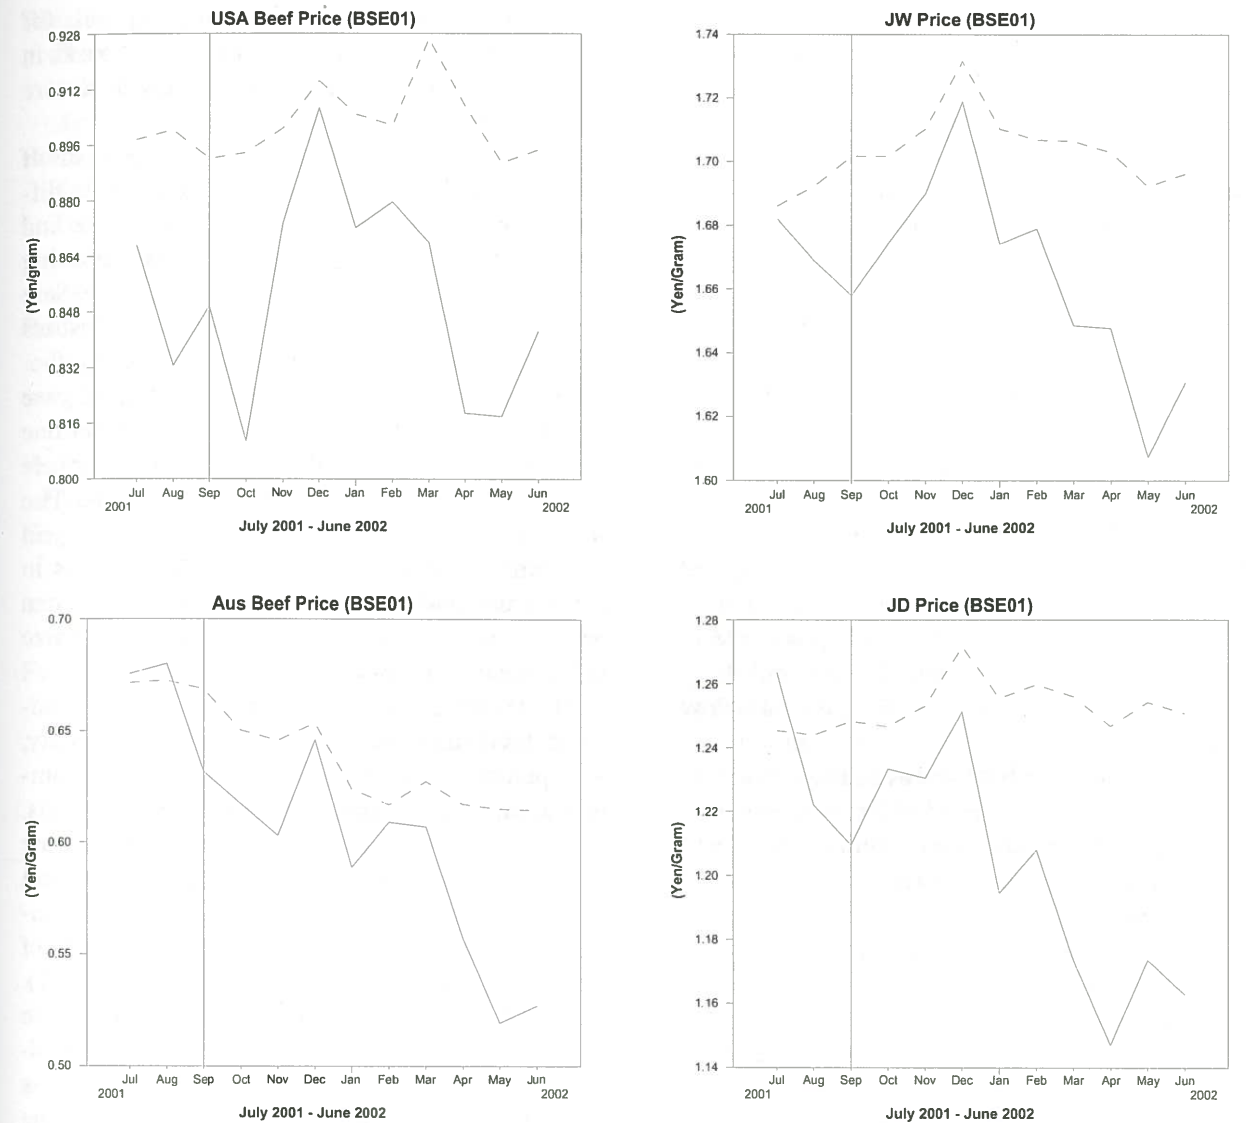 USA Beef Price (BSE01)
0.928
0.912
0.896
0.880
0.864
0.848
0.832
0.816
0.800
(Yen/gram)
Jul Aug Sep Oct Nov Dec Jan Feb Mar Apr May Jun
2001 2002
July 2001 - June 2002
JW Price (BSE01)
1.74
1.72
1.70
1.68
1.66
1.64
1.62
1.60
(Yen/Gram)
Jul Aug Sep Oct Nov Dec Jan Feb Mar Apr May Jun
2001 2002
July 2001 - June 2002
Aus Beef Price (BSE01)
0.70
0.65
0.60
0.55
0.50
(Yen/Gram)
Jul Aug Sep Oct Nov Dec Jan Feb Mar Apr May Jun
2001 2002
July 2001 - June 2002
JD Price (BSE01)
1.28
1.26
1.24
1.22
1.20
1.18
1.16
1.14
(Yen/Gram)
Jul Aug Sep Oct Nov Dec Jan Feb Mar Apr May Jun
2001 2002
July 2001 - June 2002